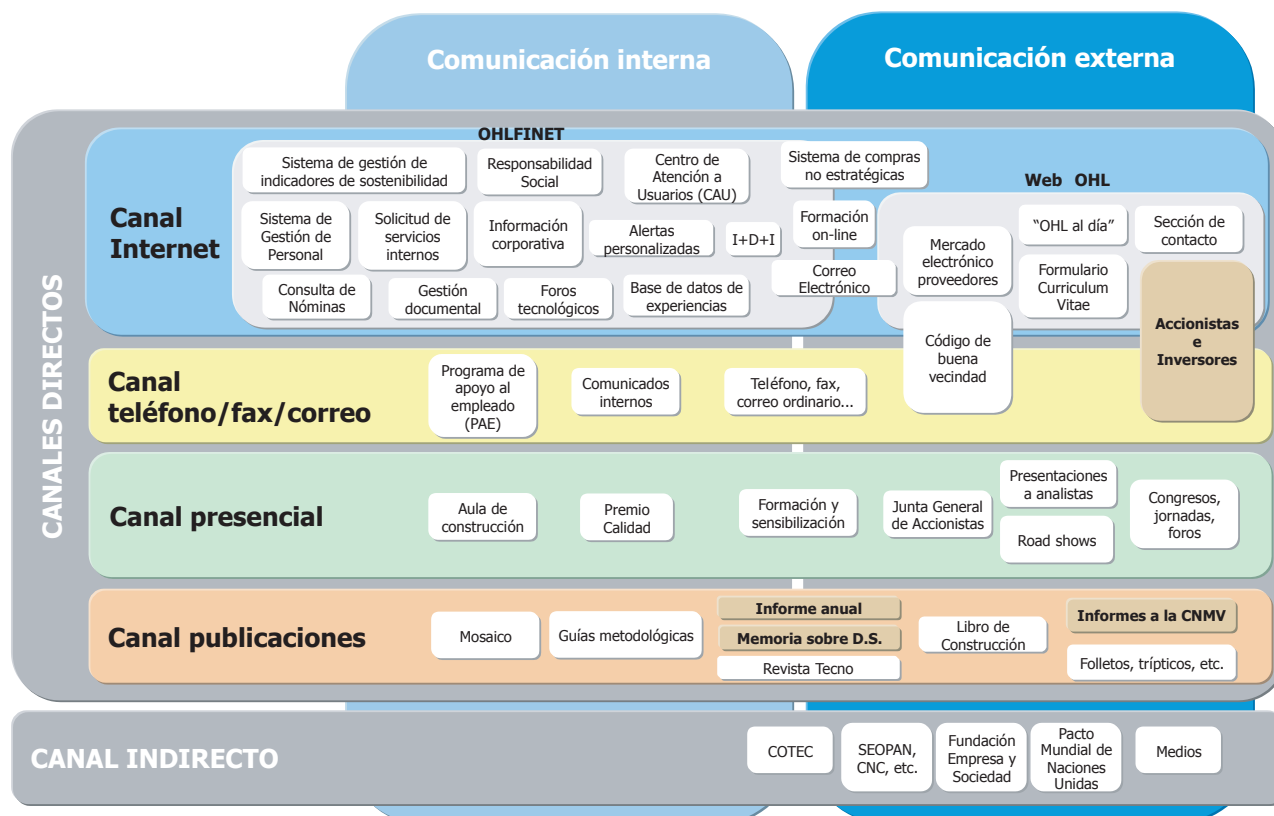 Comunicación interna
Comunicación externa
CANALES DIRECTOS
Canal
Internet
OHLFINET
Sistema de gestión de
indicadores de sostenibilidad
Responsabilidad
Social
Centro de
Atención a
Usuarios (CAU)
Sistema de compras
no estratégicas
Sistema de
Gestión de
Personal
Solicitud de
servicios
internos
Información
corporativa
Alertas
personalizadas
I+D+I
Formación
on-line
Consulta de
Nóminas
Gestión
documental
Foros
tecnológicos
Base de datos de
experiencias
Correo
Electrónico
Web OHL
Mercado
electrónico
proveedores
“OHL al día”
Sección de
contacto
Formulario
Curriculum
Vitae
Código de
buena
vecindad
Accionistas
e
Inversores
Canal
teléfono/fax/correo
Programa de
apoyo al
empleado
(PAE)
Comunicados
internos
Teléfono, fax,
correo ordinario...
Canal presencial
Aula de
construcción
Premio
Calidad
Formación y
sensibilización
Junta General
de Accionistas
Presentaciones
a analistas
Road shows
Congresos,
jornadas,
foros
Canal publicaciones
Mosaico
Guías metodológicas
Informe anual
Memoria sobre D.S.
Revista Tecno
Libro de
Construcción
Informes a la CNMV
Folletos, trípticos, etc.
CANAL INDIRECTO
COTEC
SEOPAN,
CNC, etc.
Fundación
Empresa y
Sociedad
Pacto
Mundial de
Naciones
Unidas
Medios